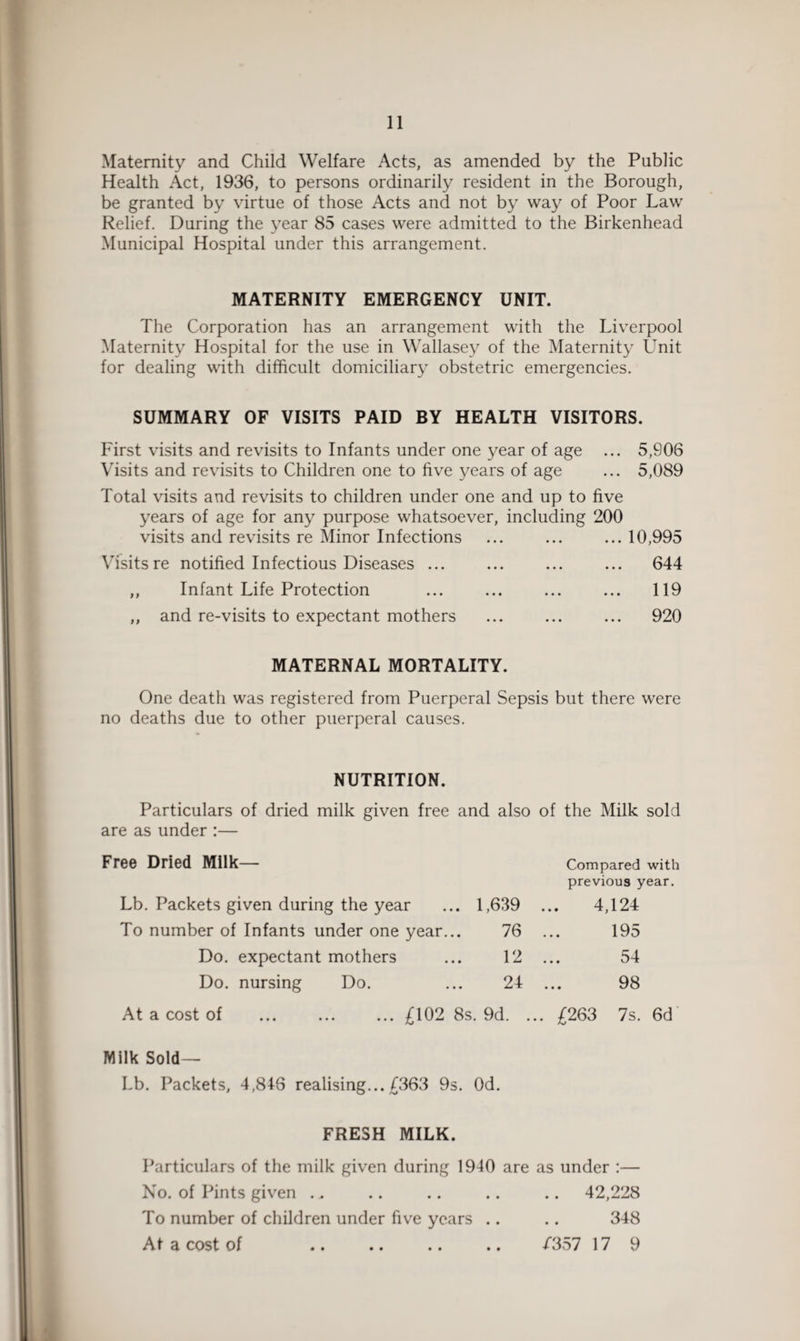 11
Maternity and Child Welfare Acts, as amended by the Public
Health Act, 1936, to persons ordinarily resident in the Borough,
be granted by virtue of those Acts and not by way of Poor Law
Relief. During the year 85 cases were admitted to the Birkenhead
Municipal Hospital under this arrangement.
MATERNITY EMERGENCY UNIT.
The Corporation has an arrangement with the Liverpool
Maternity Hospital for the use in Wallasey of the Maternity Unit
for dealing with difficult domiciliary obstetric emergencies.
SUMMARY OF VISITS PAID BY HEALTH VISITORS.
First visits and revisits to Infants under one year of age ... 5,906
Visits and revisits to Children one to five years of age ... 5,089
Total visits and revisits to children under one and up to five
years of age for any purpose whatsoever, including 200
visits and revisits re Minor Infections ... ... ... 10,995
Visits re notified Infectious Diseases ... ... ... ... 644
,, Infant Life Protection ... ... ... ... 119
,, and re-visits to expectant mothers ... ... ... 920
MATERNAL MORTALITY.
One death was registered from Puerperal Sepsis but there were
no deaths due to other puerperal causes.
NUTRITION.
Particulars of dried milk given free and also of the Milk sold
are as under :—
Free Dried Milk— Compared with
previous year.
Lb. Packets given during the year ... 1,639 ... 4,124
To number of Infants under one year... 76 ... 195
Do. expectant mothers ... 12 ... 54
Do. nursing Do. ... 24 ... 98
At a cost of ... ... ... £102 8s. 9d. ... £263 7s. 6d
Milk Sold—
Lb. Packets, 4,846 realising...£363 9s. 0d.
FRESH MILK.
Particulars of the milk given during 1940 are as under :—
No. of Pints given .. .. .. .. .. 42,228
To number of children under five years .. .. 348
At a cost of .. .. .. .. £357 17 9